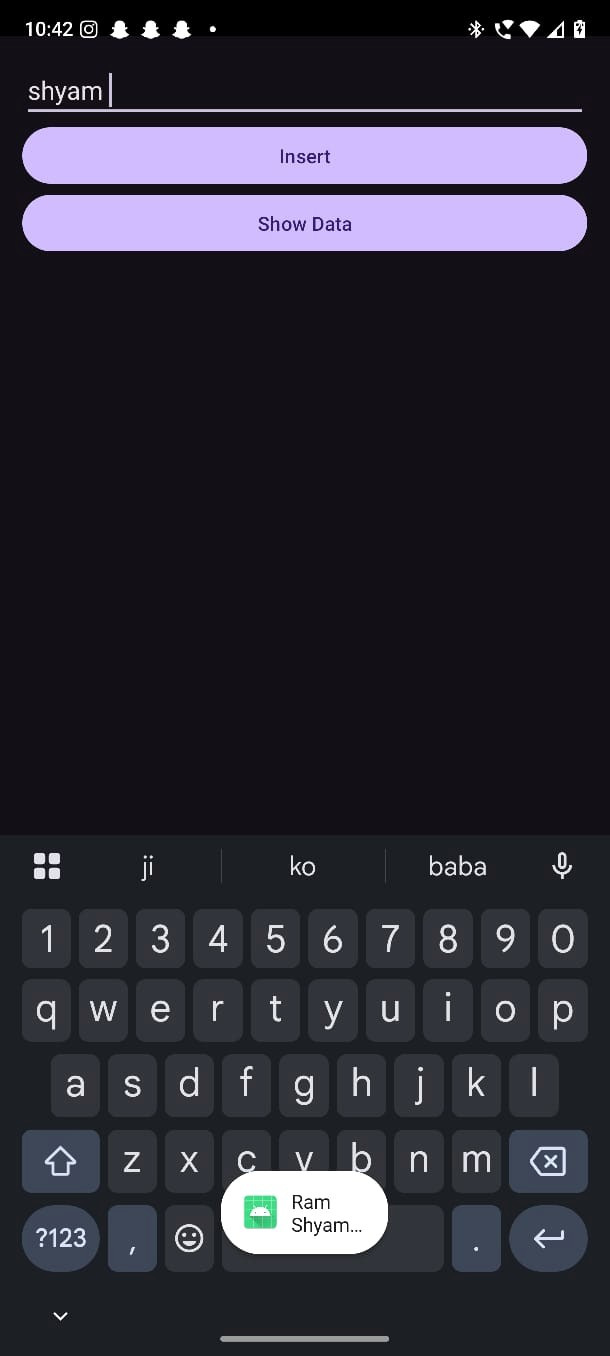 10:42
shyam
Insert
Show Data
ji ko baba
1 2 3 4 5 6 7 8 9 0
q w e r t y u i o p
a s d f g h j k l
z x c v b n m
?123 , .
Ram
Shyam...